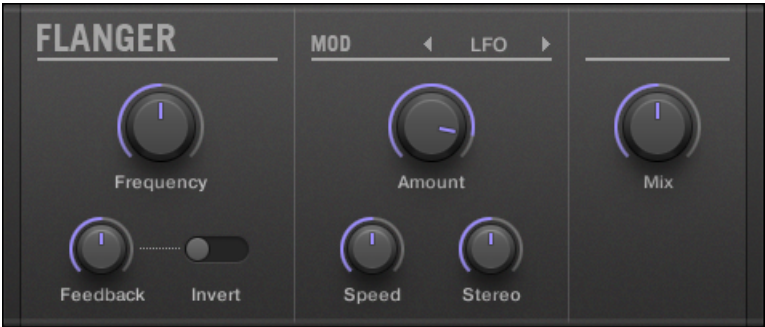 FLANGER
MOD
LFO
Frequency
Amount
Mix
Feedback
Invert
Speed
Stereo